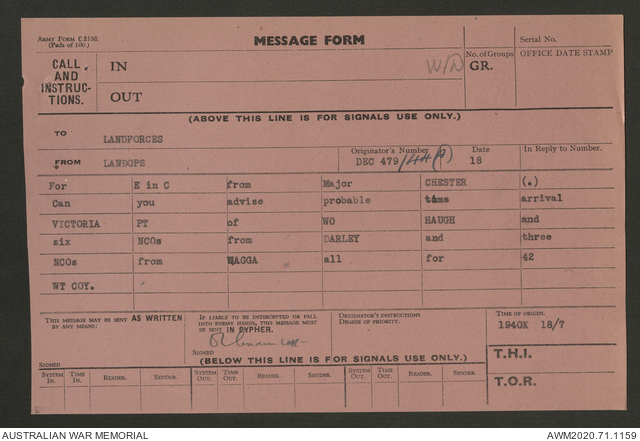 ARMY FORM C.2136.
(Pads of 100.)
MESSAGE FORM
Serial No.
CALL
AND
INSTRUC-
TIONS.
IN
W/D
No. of Groups
GR.
OFFICE DATE STAMP
OUT
(ABOVE THIS LINE IS FOR SIGNALS USE ONLY.)
TO LANDFORCES
FROM LANDOPS
Originator's Number
DEC 479/44
Date
18
In Reply to Number.
For E in C from Major CHESTER (.)
Can you advise probable time arrival
VICTORIA PT of WO HAUGH and
six NCOs from DARLEY and three
NCOs from WAGGA all for 42
WT COY.
THIS MESSAGE MAY BE SENT AS WRITTEN
BY ANY MEANS:
IF LIABLE TO BE INTERCEPTED OR FALL
INTO ENEMY HANDS, THIS MESSAGE MUST
BE SENT IN CYPHER.
ORIGINATOR'S INSTRUCTIONS
DEGREE OF PRIORITY.
TIME OF ORIGIN.
1940K 18/7
SIGNED
SIGNED
(BELOW THIS LINE IS FOR SIGNALS USE ONLY.)
T.H.I.
SYSTEM IN. TIME IN. READER. SENDER. SYSTEM OUT. TIME OUT. READER. SENDER. SYSTEM OUT. TIME OUT. READER. SENDER.
T.O.R.
AUSTRALIAN WAR MEMORIAL
AWM2020.71.1159